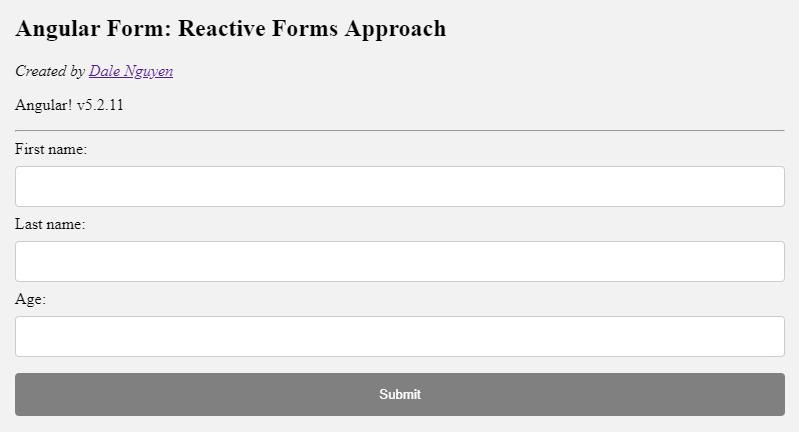 Angular Form: Reactive Forms Approach
Created by Dale Nguyen
Angular! v5.2.11
First name:
Last name:
Age:
Submit